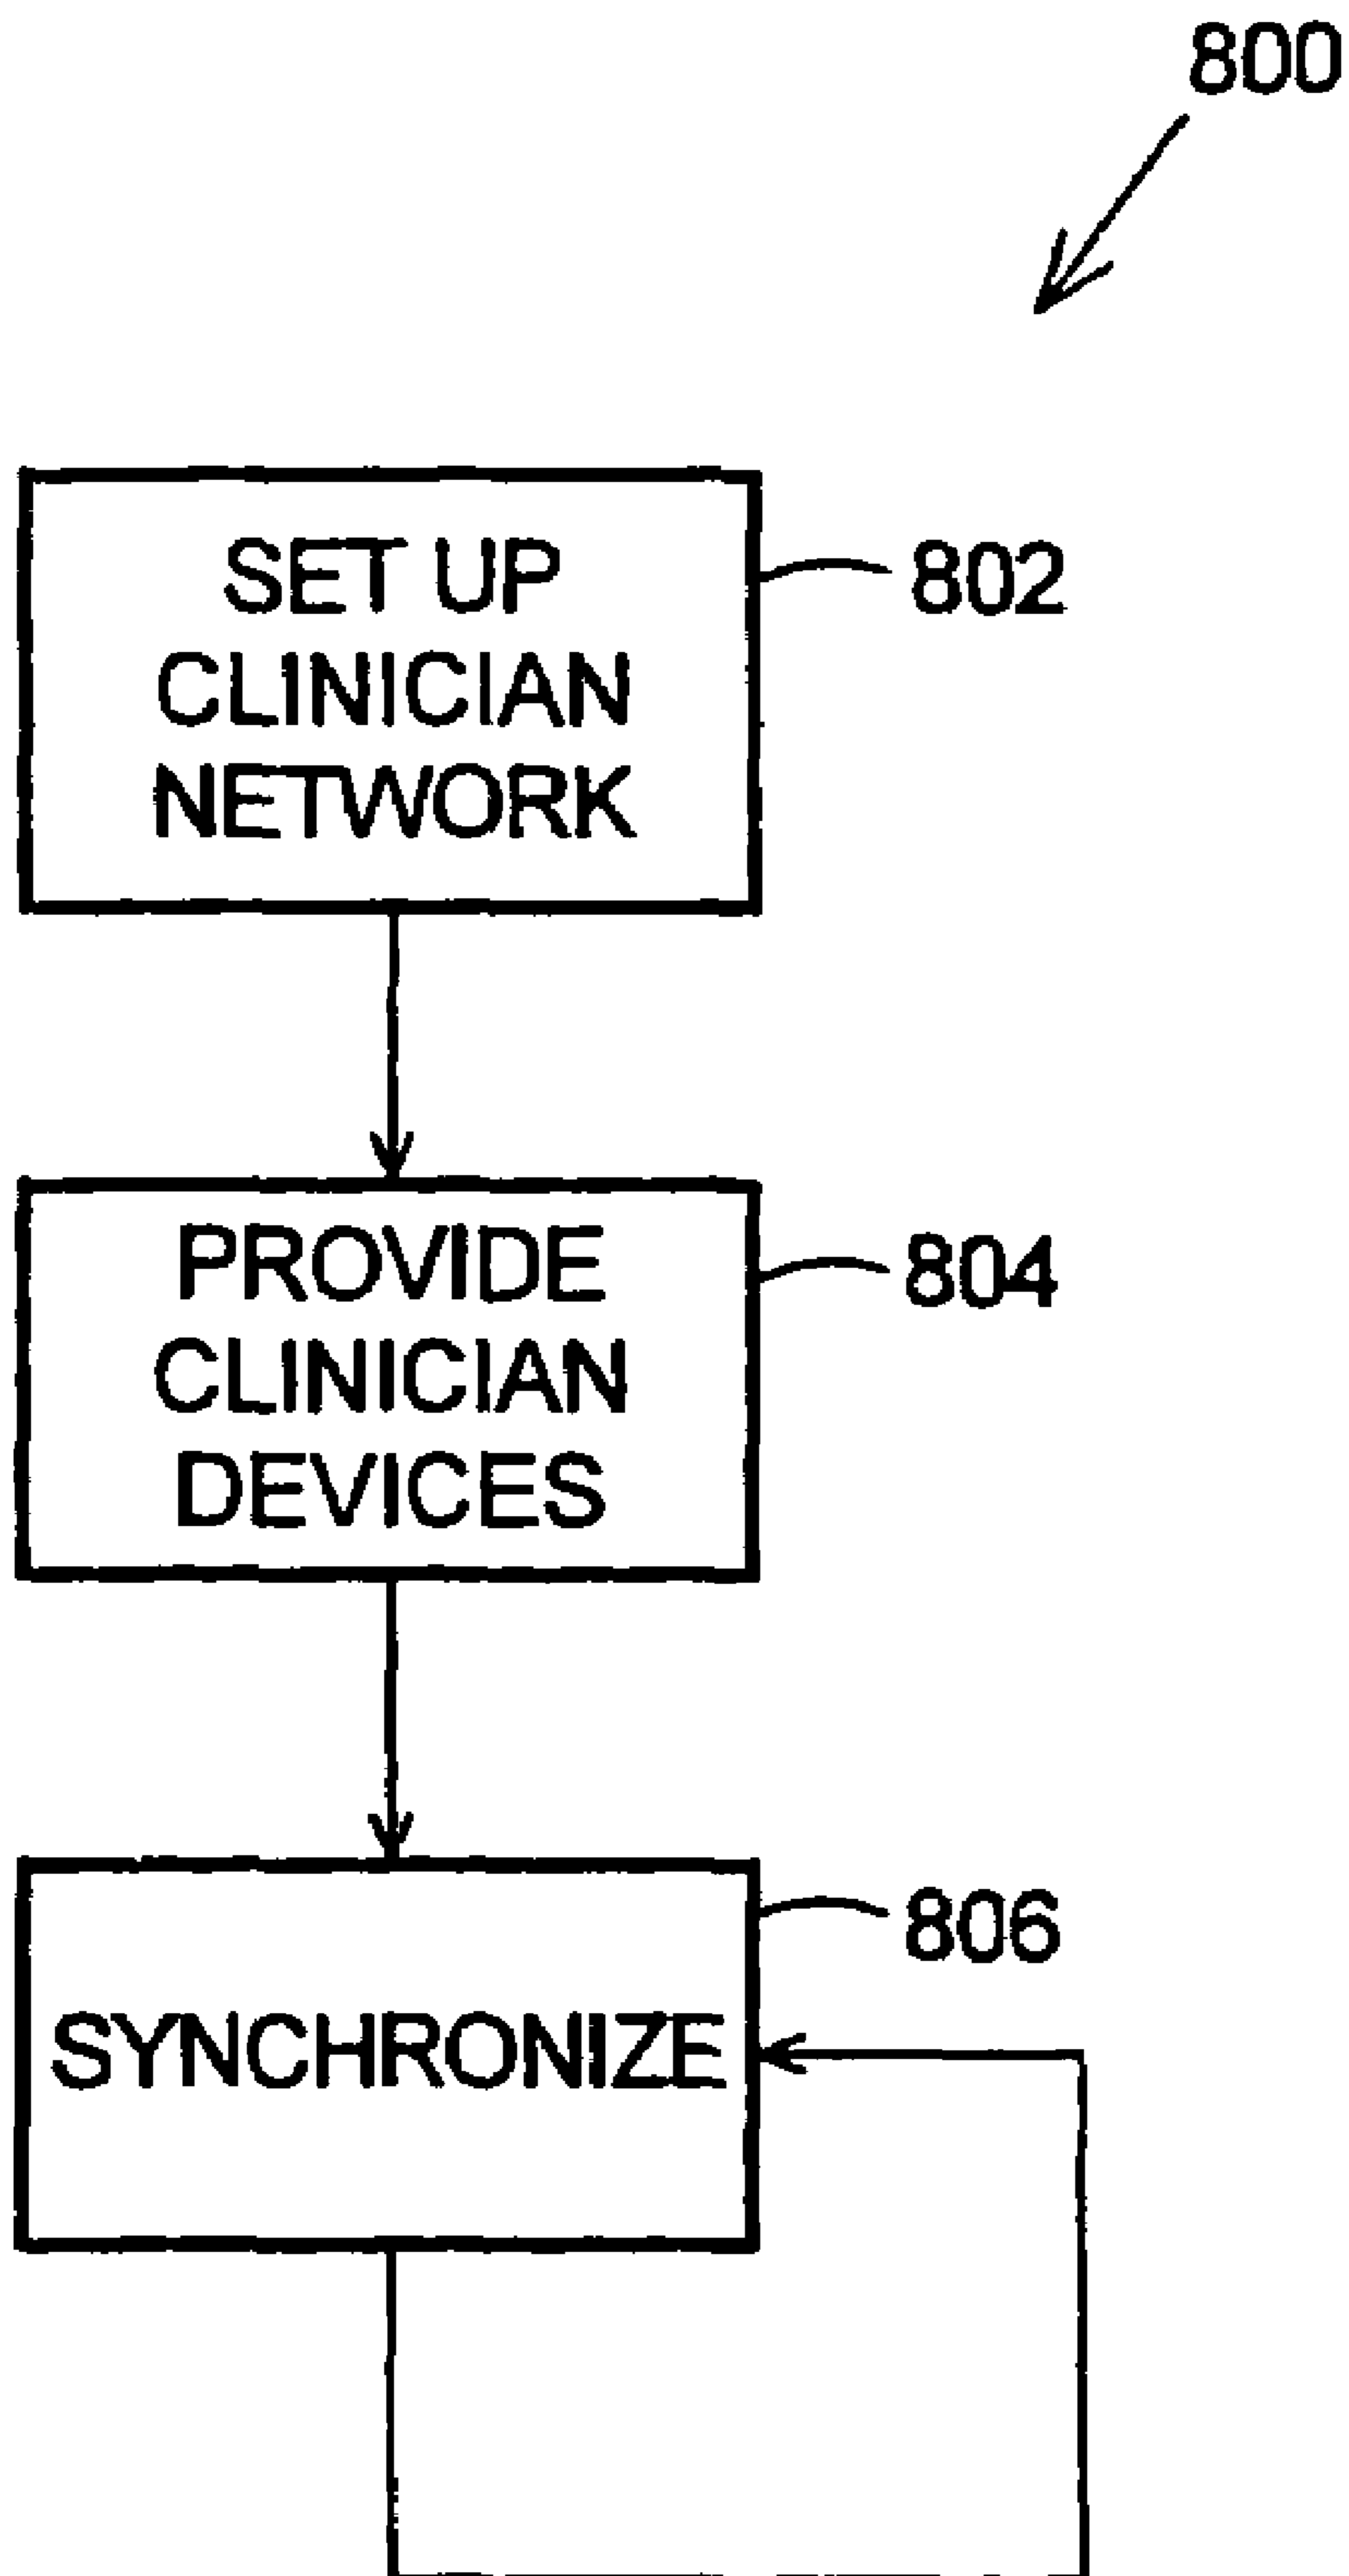 800
SET UP
CLINICIAN
NETWORK
802
PROVIDE
CLINICIAN
DEVICES
804
806
SYNCHRONIZE